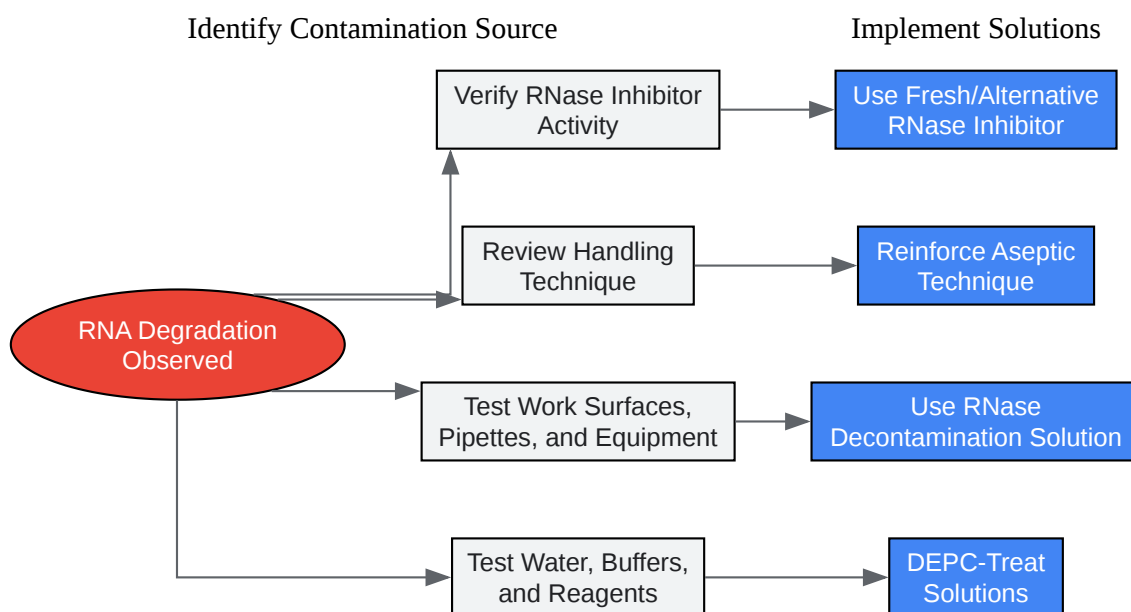 Identify Contamination Source
Implement Solutions
Verify RNase Inhibitor
Activity
Use Fresh/Alternative
RNase Inhibitor
Review Handling
Technique
Reinforce Aseptic
Technique
RNA Degradation
Observed
Test Work Surfaces,
Pipettes, and Equipment
Use RNase
Decontamination Solution
Test Water, Buffers,
and Reagents
DEPC-Treat
Solutions